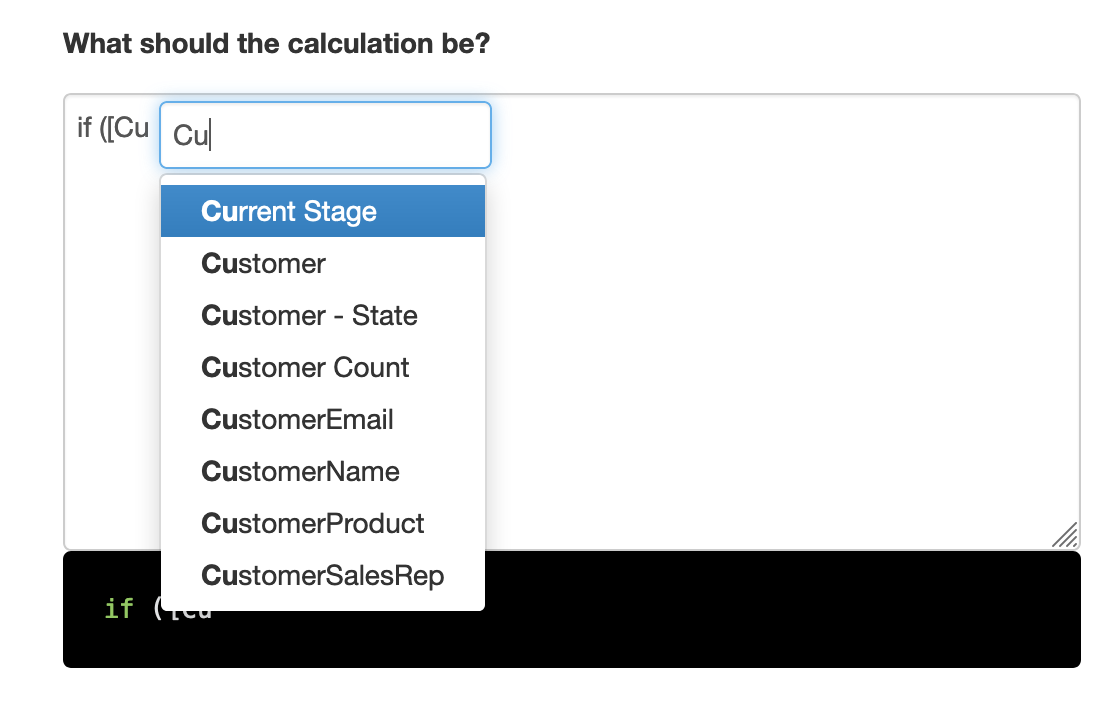 What should the calculation be?
if ([Cu Cu
Current Stage
Customer
Customer - State
Customer Count
CustomerEmail
CustomerName
CustomerProduct
CustomerSalesRep
if ([Cu